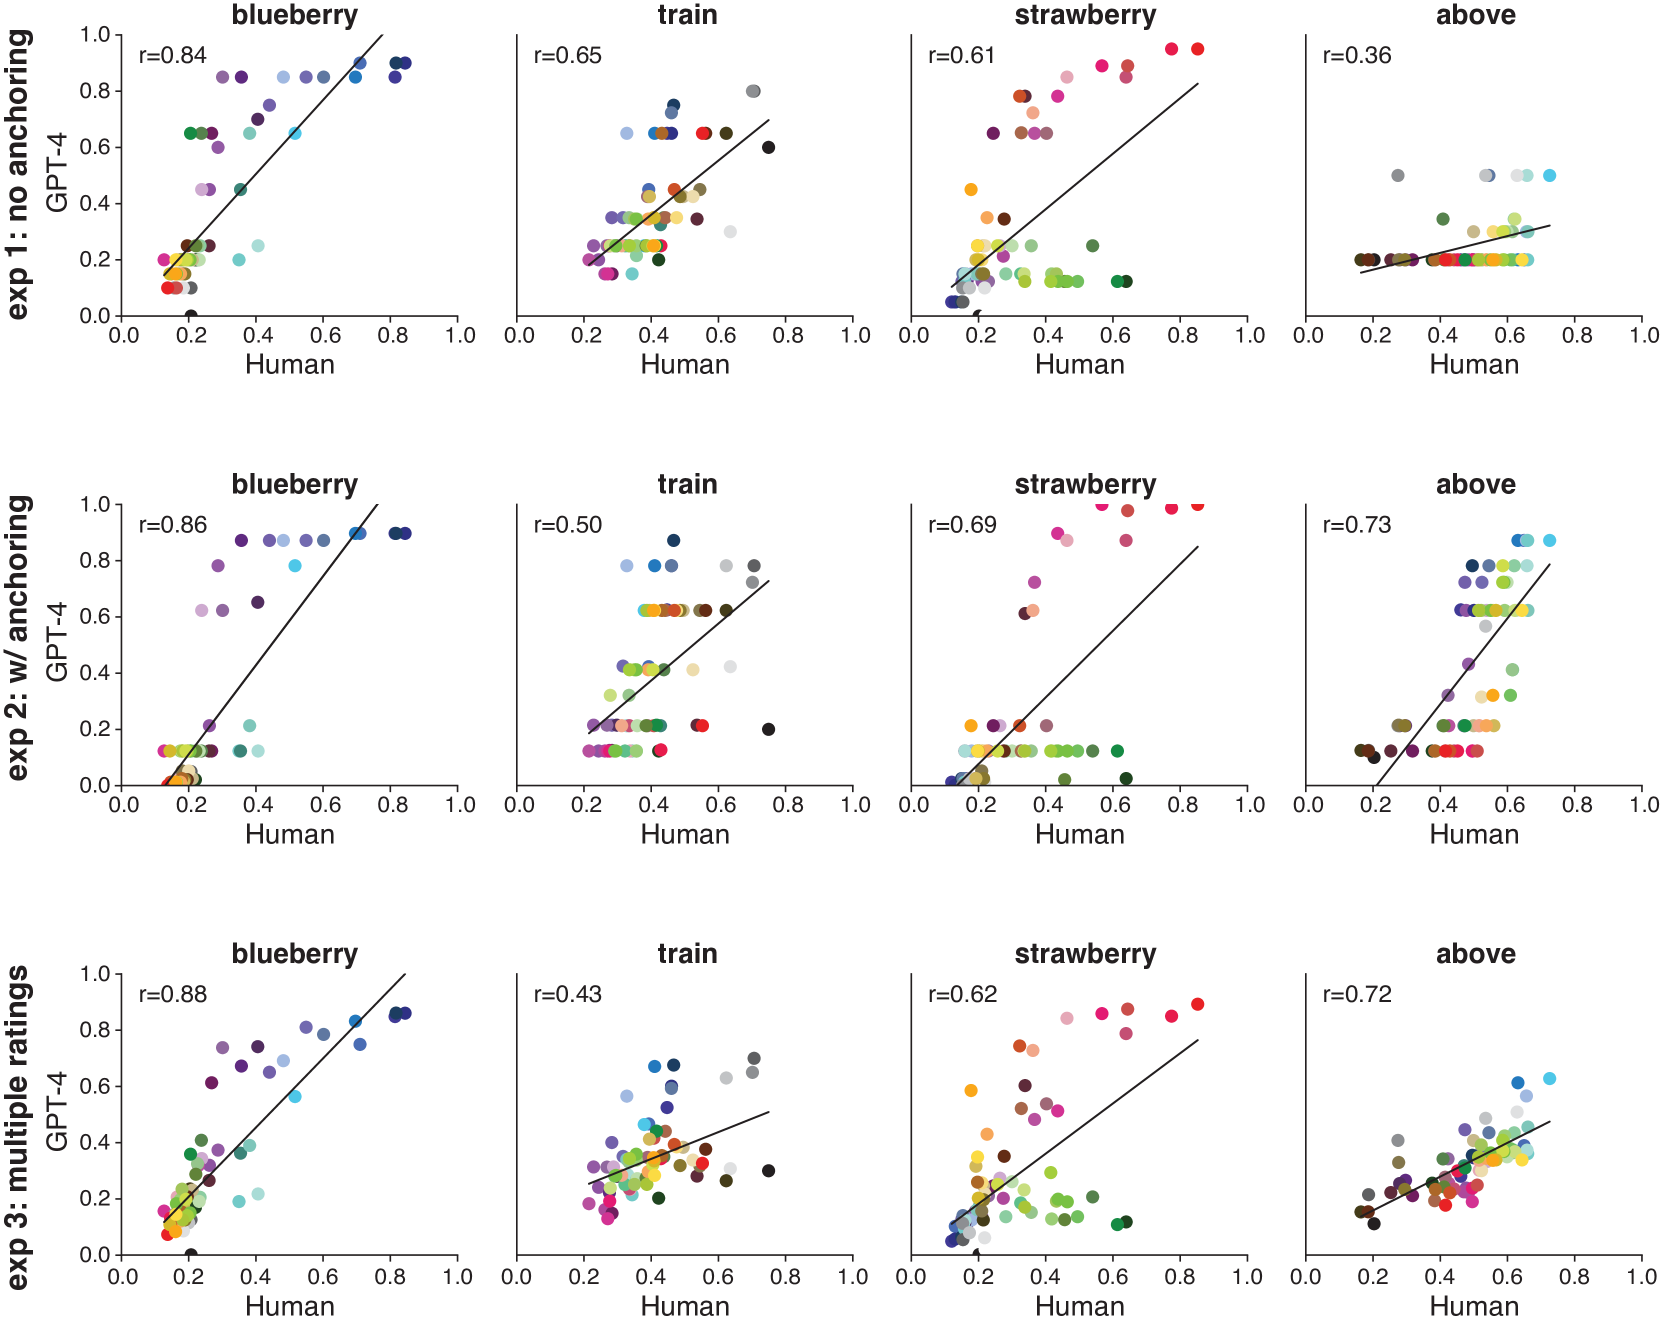 blueberry train strawberry above
exp 1: no anchoring
GPT-4
1.0
0.8
0.6
0.4
0.2
0.0
r=0.84 r=0.65 r=0.61 r=0.36
0.0 0.2 0.4 0.6 0.8 1.0 0.0 0.2 0.4 0.6 0.8 1.0 0.0 0.2 0.4 0.6 0.8 1.0 0.0 0.2 0.4 0.6 0.8 1.0
Human Human Human Human
blueberry train strawberry above
exp 2: w/ anchoring
GPT-4
1.0
0.8
0.6
0.4
0.2
0.0
r=0.86 r=0.50 r=0.69 r=0.73
0.0 0.2 0.4 0.6 0.8 1.0 0.0 0.2 0.4 0.6 0.8 1.0 0.0 0.2 0.4 0.6 0.8 1.0 0.0 0.2 0.4 0.6 0.8 1.0
Human Human Human Human
blueberry train strawberry above
exp 3: multiple ratings
GPT-4
1.0
0.8
0.6
0.4
0.2
0.0
r=0.88 r=0.43 r=0.62 r=0.72
0.0 0.2 0.4 0.6 0.8 1.0 0.0 0.2 0.4 0.6 0.8 1.0 0.0 0.2 0.4 0.6 0.8 1.0 0.0 0.2 0.4 0.6 0.8 1.0
Human Human Human Human